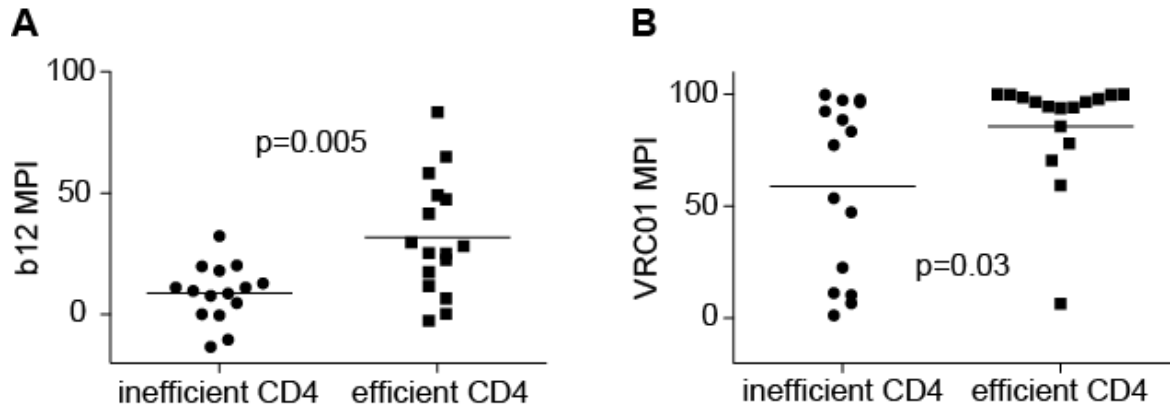 A
b12 MPI
100
50
0
p=0.005
inefficient CD4
efficient CD4
B
VRC01 MPI
100
50
0
p=0.03
inefficient CD4
efficient CD4